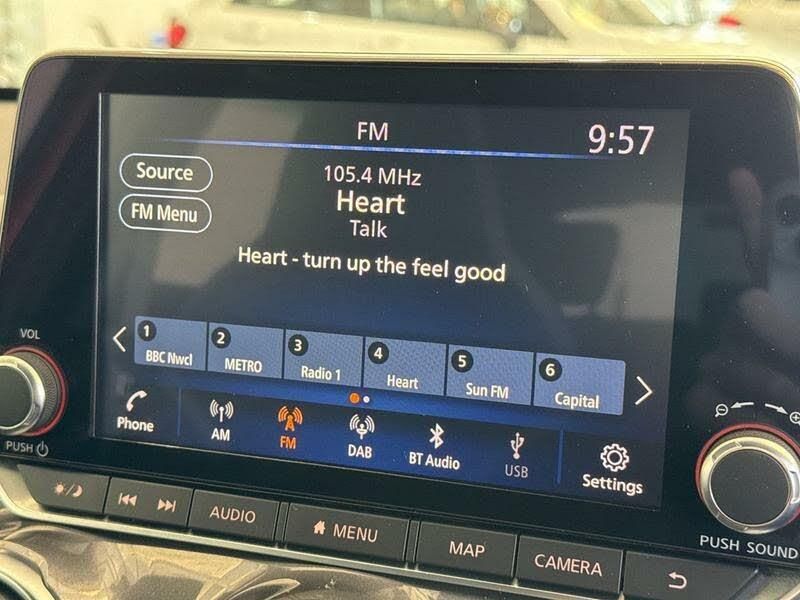 FM
9:57
Source
105.4 MHz
FM Menu
Heart
Talk
Heart - turn up the feel good
1 BBC Nwcl
2 METRO
3 Radio 1
4 Heart
5 Sun FM
6 Capital
Phone
AM
FM
DAB
BT Audio
USB
Settings
VOL
PUSH
AUDIO
MENU
MAP
CAMERA
PUSH SOUND